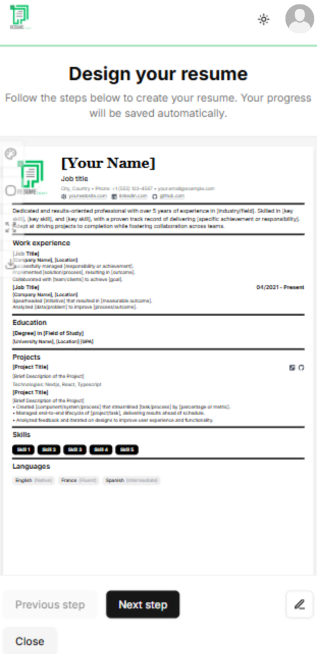 RESUME
Design your resume
Follow the steps below to create your resume. Your progress
will be saved automatically.
[Your Name]
Job title
City, Country • Phone: +1 (555) 123-4567 • yourname@example.com
yourwebsite.com linkedin.com github.com
Dedicated and results-oriented professional with over 5 years of experience in [industry/field]. Skilled in [key
skill], [key skill], and [key skill], with a proven track record of delivering [specific achievement or responsibility].
Adept at driving projects to completion while fostering collaboration across teams.
Work experience
[Job Title]
[Company Name], [Location]
Successfully managed [responsibility or achievement].
Implemented [solution/process], resulting in [outcome].
Collaborated with [team/clients] to achieve [goal].
[Job Title] 04/2021 - Present
[Company Name], [Location]
Spearheaded [initiative] that resulted in [measurable outcome].
Analyzed [data/problem] to improve [process/outcome].
Education
[Degree] in [Field of Study]
[University Name], [Location] [GPA]
Projects
[Project Title]
[Brief Description of the Project]
Technologies: Nextjs, React, Typescript
[Project Title]
[Brief Description of the Project]
• Created [component/system/process] that streamlined [task/process] by [percentage or metric].
• Managed end-to-end lifecycle of [project/task], delivering results ahead of schedule.
• Analyzed feedback and iterated on designs to improve user experience and functionality.
Skills
Skill 1 Skill 2 Skill 3 Skill 4 Skill 5
Languages
English (Native) France (Fluent) Spanish (Intermediate)
Previous step Next step
Close